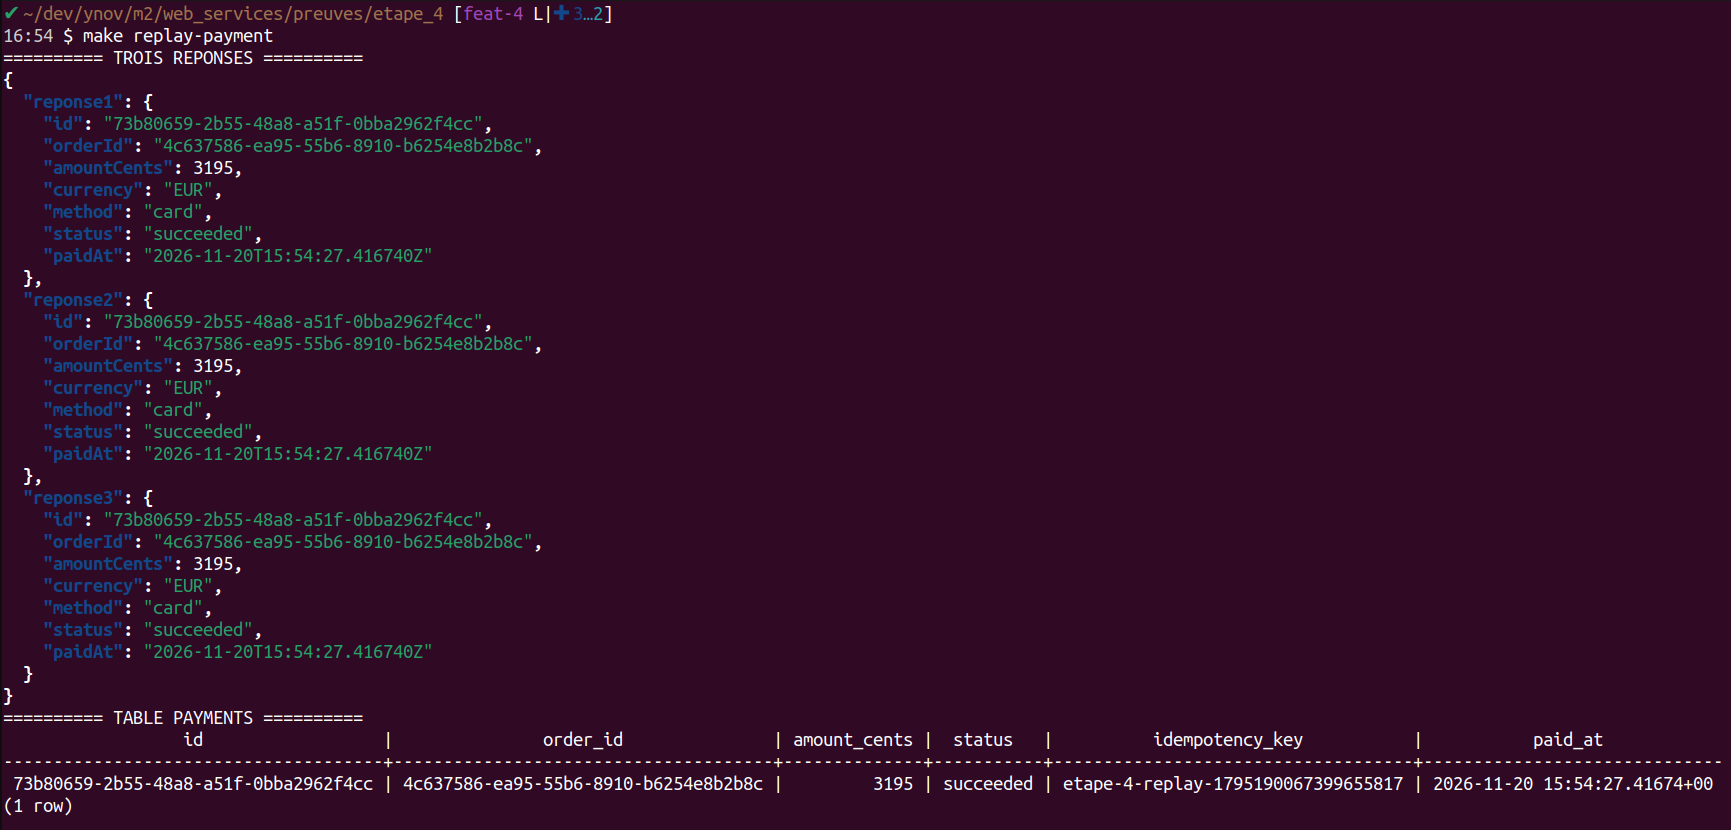 ✔ ~/dev/ynov/m2/web_services/preuves/etape_4 [feat-4 L|✚ 3…2]
16:54 $ make replay-payment
========== TROIS REPONSES ==========
{
  "reponse1": {
    "id": "73b80659-2b55-48a8-a51f-0bba2962f4cc",
    "orderId": "4c637586-ea95-55b6-8910-b6254e8b2b8c",
    "amountCents": 3195,
    "currency": "EUR",
    "method": "card",
    "status": "succeeded",
    "paidAt": "2026-11-20T15:54:27.416740Z"
  },
  "reponse2": {
    "id": "73b80659-2b55-48a8-a51f-0bba2962f4cc",
    "orderId": "4c637586-ea95-55b6-8910-b6254e8b2b8c",
    "amountCents": 3195,
    "currency": "EUR",
    "method": "card",
    "status": "succeeded",
    "paidAt": "2026-11-20T15:54:27.416740Z"
  },
  "reponse3": {
    "id": "73b80659-2b55-48a8-a51f-0bba2962f4cc",
    "orderId": "4c637586-ea95-55b6-8910-b6254e8b2b8c",
    "amountCents": 3195,
    "currency": "EUR",
    "method": "card",
    "status": "succeeded",
    "paidAt": "2026-11-20T15:54:27.416740Z"
  }
}
========== TABLE PAYMENTS ==========
                  id                  |               order_id               | amount_cents |  status   |           idempotency_key           |           paid_at
--------------------------------------+--------------------------------------+--------------+-----------+-------------------------------------+------------------------------
 73b80659-2b55-48a8-a51f-0bba2962f4cc | 4c637586-ea95-55b6-8910-b6254e8b2b8c |         3195 | succeeded | etape-4-replay-1795190067399655817 | 2026-11-20 15:54:27.41674+00
(1 row)